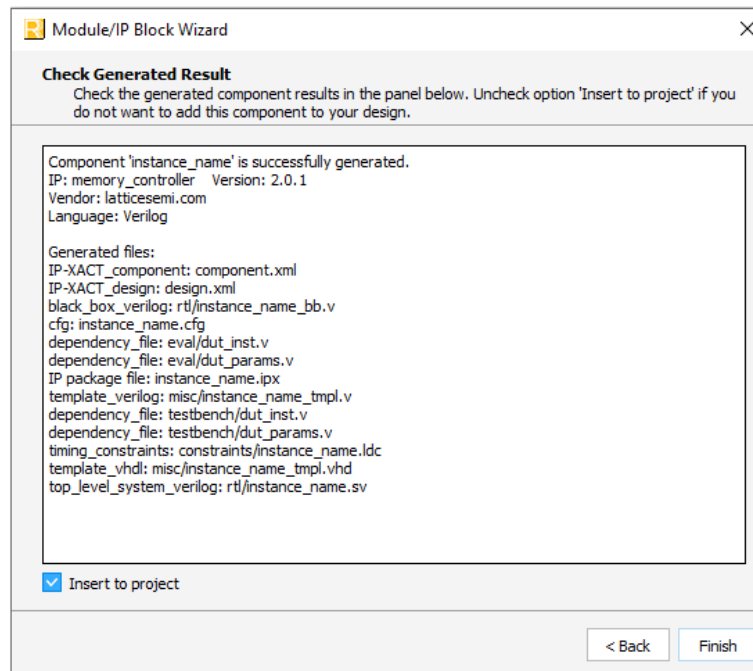 Module/IP Block Wizard
Check Generated Result
Check the generated component results in the panel below. Uncheck option 'Insert to project' if you
do not want to add this component to your design.
Component 'instance_name' is successfully generated.
IP: memory_controller    Version: 2.0.1
Vendor: latticesemi.com
Language: Verilog
Generated files:
IP-XACT_component: component.xml
IP-XACT_design: design.xml
black_box_verilog: rtl/instance_name_bb.v
cfg: instance_name.cfg
dependency_file: eval/dut_inst.v
dependency_file: eval/dut_params.v
IP package file: instance_name.ipx
template_verilog: misc/instance_name_tmpl.v
dependency_file: testbench/dut_inst.v
dependency_file: testbench/dut_params.v
timing_constraints: constraints/instance_name.ldc
template_vhdl: misc/instance_name_tmpl.vhd
top_level_system_verilog: rtl/instance_name.sv
Insert to project
< Back    Finish